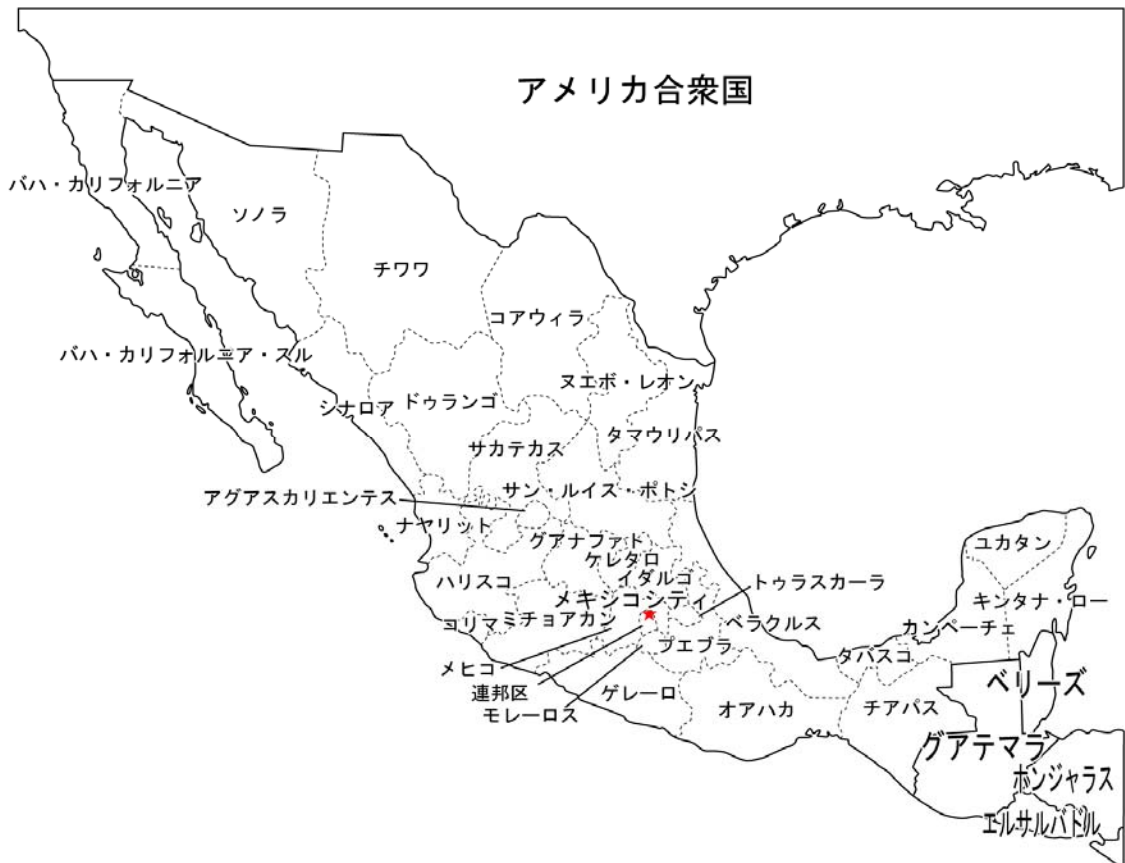 アメリカ合衆国
バハ・カリフォルニア
ソノラ
チワワ
コアウィラ
バハ・カリフォルニア・スル
ヌエボ・レオン
シナロア
ドゥランゴ
タマウリパス
サカテカス
アグアスカリエンテス
サン・ルイス・ポトシ
ナヤリット
グアナファト
ケレタロ
ユカタン
ハリスコ
イダルゴ
トゥラスカーラ
メキシコシティ
キンタナ・ロー
コリマ
ミチョアカン
ベラクルス
カンペーチェ
プエブラ
タバスコ
メヒコ
連邦区
モレーロス
ゲレーロ
オアハカ
チアパス
ベリーズ
グアテマラ
ホンジャラス
エルサルバドル